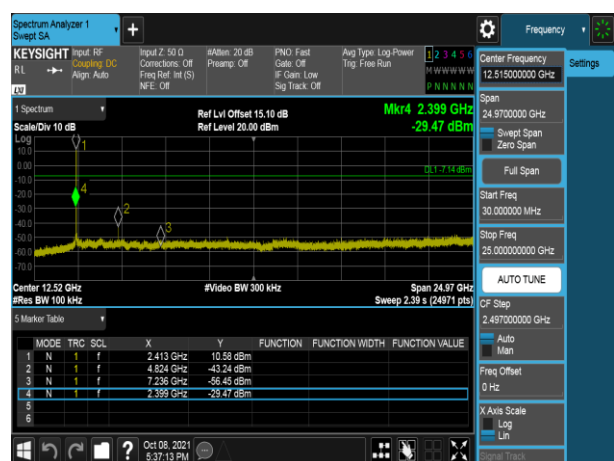 Spectrum Analyzer 1
Swept SA
Frequency
KEYSIGHT
RL
LXI
Input: RF
Coupling: DC
Align: Auto
Input Z: 50 Ω
Corrections: Off
Freq Ref: Int (S)
NFE: Off
#Atten: 20 dB
Preamp: Off
PNO: Fast
Gate: Off
IF Gain: Low
Sig Track: Off
Avg Type: Log-Power
Trig: Free Run
1 2 3 4 5 6
M W W W W W
P N N N N N
Center Frequency
12.515000000 GHz
Settings
Span
24.9700000 GHz
Swept Span
Zero Span
Full Span
Start Freq
30.000000 MHz
Stop Freq
25.000000000 GHz
AUTO TUNE
CF Step
2.497000000 GHz
Auto
Man
Freq Offset
0 Hz
X Axis Scale
Log
Lin
Signal Track
1 Spectrum
Scale/Div 10 dB
Ref Lvl Offset 15.10 dB
Ref Level 20.00 dBm
Mkr4 2.399 GHz
-29.47 dBm
Log
10.0
0.00
-10.0
-20.0
-30.0
-40.0
-50.0
-60.0
-70.0
1
4
2
3
DL1 -7.14 dBm
Center 12.52 GHz
#Res BW 100 kHz
#Video BW 300 kHz
Span 24.97 GHz
Sweep 2.39 s (24971 pts)
5 Marker Table
MODE TRC SCL X Y FUNCTION FUNCTION WIDTH FUNCTION VALUE
1 N 1 f 2.413 GHz 10.58 dBm
2 N 1 f 4.824 GHz -43.24 dBm
3 N 1 f 7.236 GHz -56.45 dBm
4 N 1 f 2.399 GHz -29.47 dBm
5
6
?
Oct 08, 2021
5:37:13 PM